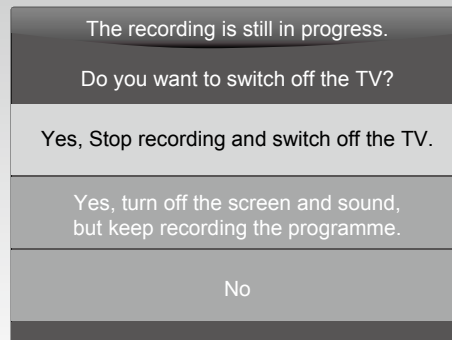 The recording is still in progress.
Do you want to switch off the TV?
Yes, Stop recording and switch off the TV.
Yes, turn off the screen and sound,
but keep recording the programme.
No